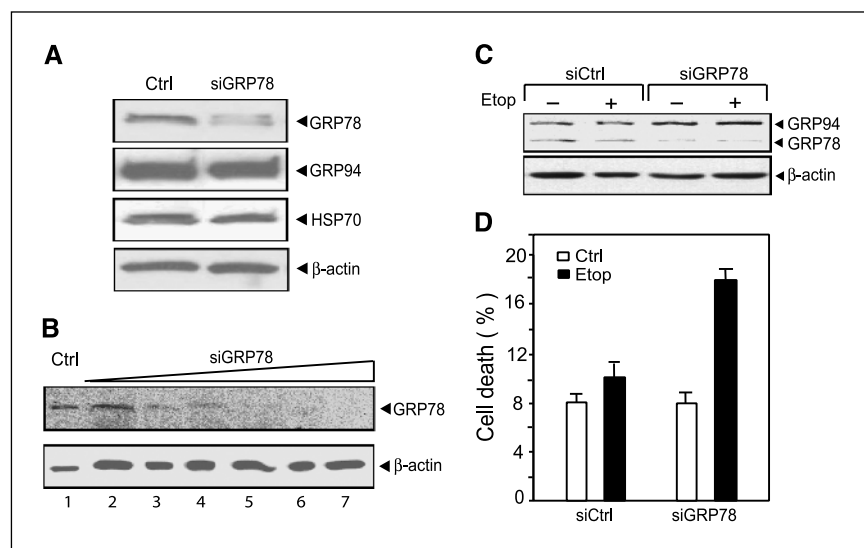 A
Ctrl siGRP78
GRP78
GRP94
HSP70
β-actin
B
Ctrl siGRP78
GRP78
β-actin
1 2 3 4 5 6 7
C
siCtrl siGRP78
Etop − + − +
GRP94
GRP78
β-actin
D
Cell death ( % )
20
16
12
8
4
0
Ctrl
Etop
siCtrl siGRP78